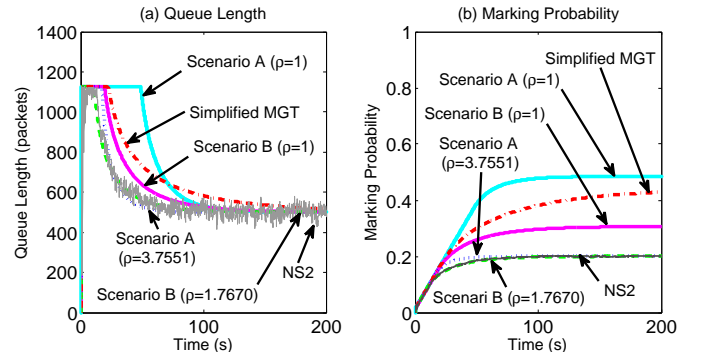 (a) Queue Length
1400
1200
1000
800
600
400
200
0
0
100
200
Queue Length (packets)
Time (s)
Scenario A (ρ=1)
Simplified MGT
Scenario B (ρ=1)
Scenario A
(ρ=3.7551)
NS2
Scenario B (ρ=1.7670)
(b) Marking Probability
1
0.8
0.6
0.4
0.2
0
0
100
200
Marking Probability
Time (s)
Simplified MGT
Scenario A
(ρ=1)
Scenario B (ρ=1)
Scenario A
(ρ=3.7551)
NS2
Scenari B (ρ=1.7670)